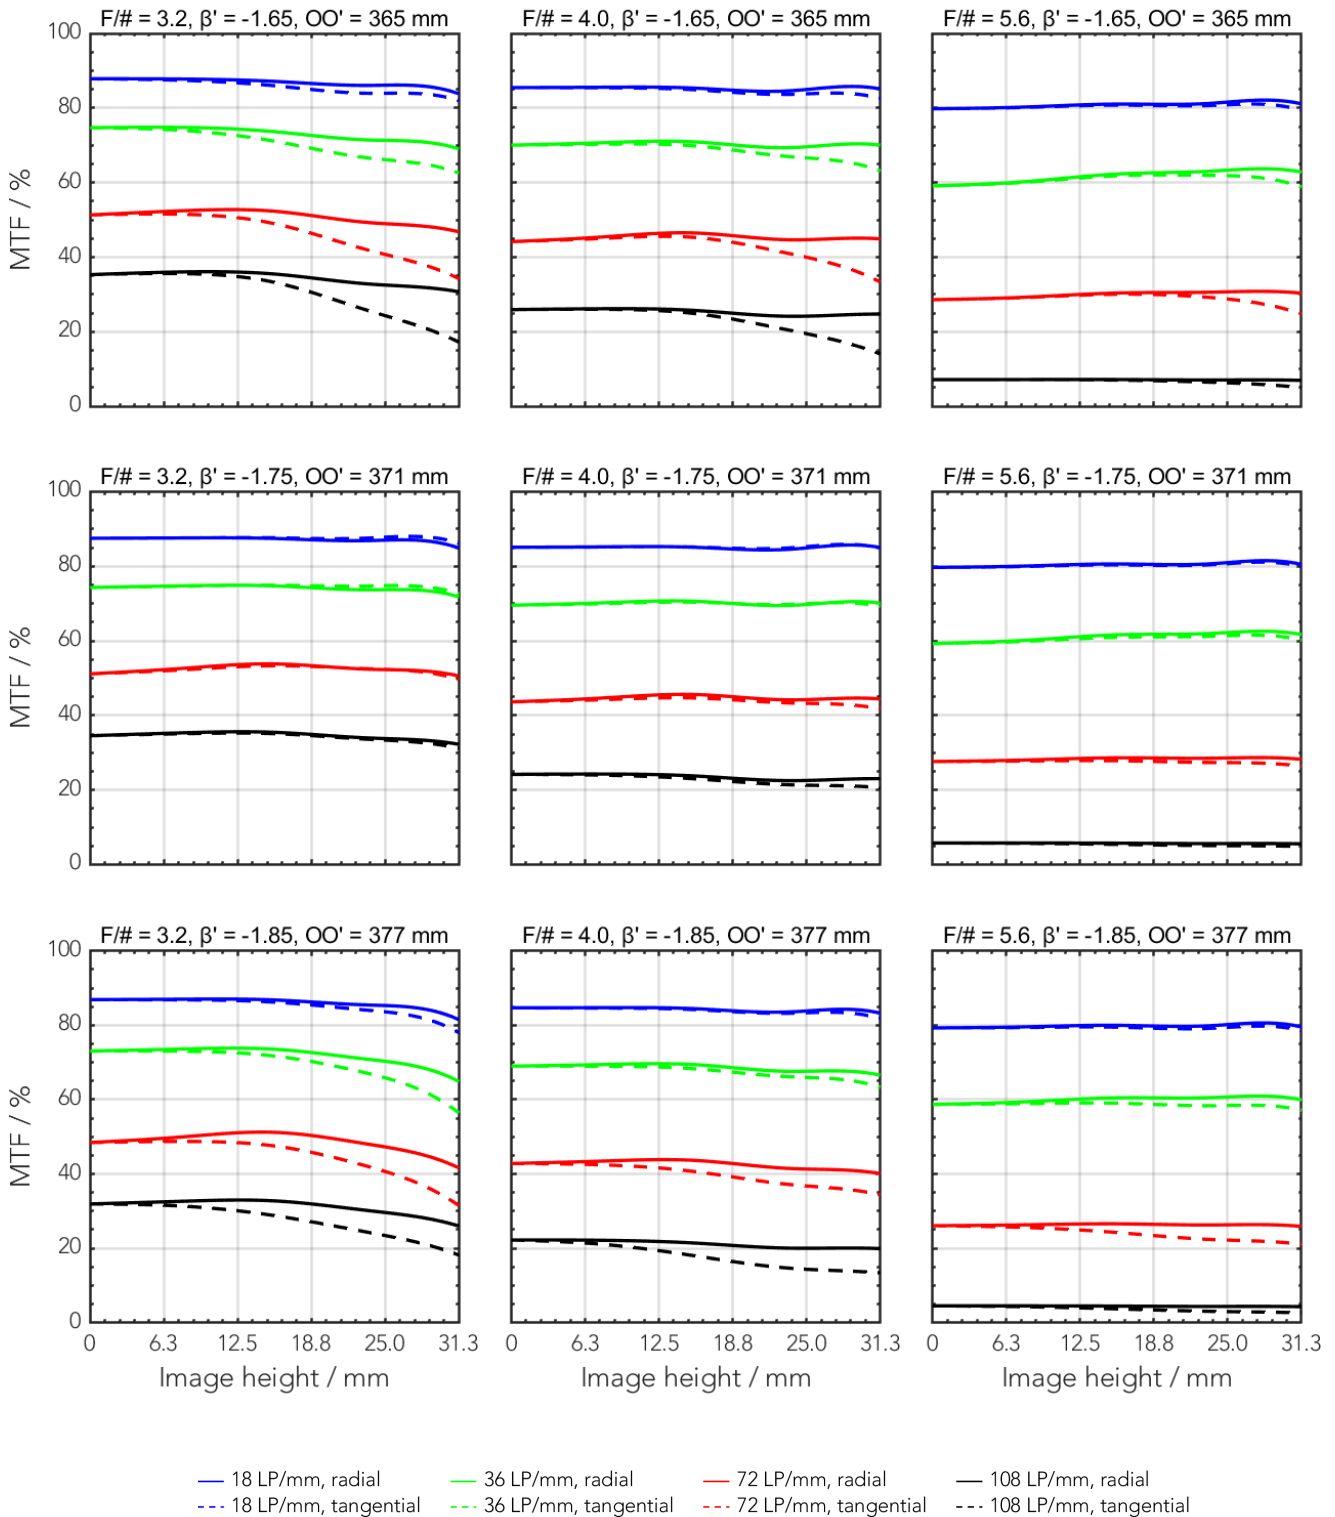 F/# = 3.2, β' = -1.65, OO' = 365 mm
F/# = 4.0, β' = -1.65, OO' = 365 mm
F/# = 5.6, β' = -1.65, OO' = 365 mm
100
80
60
40
20
0
MTF / %
F/# = 3.2, β' = -1.75, OO' = 371 mm
F/# = 4.0, β' = -1.75, OO' = 371 mm
F/# = 5.6, β' = -1.75, OO' = 371 mm
100
80
60
40
20
0
MTF / %
F/# = 3.2, β' = -1.85, OO' = 377 mm
F/# = 4.0, β' = -1.85, OO' = 377 mm
F/# = 5.6, β' = -1.85, OO' = 377 mm
100
80
60
40
20
0
MTF / %
0 6.3 12.5 18.8 25.0 31.3
0 6.3 12.5 18.8 25.0 31.3
0 6.3 12.5 18.8 25.0 31.3
Image height / mm
Image height / mm
Image height / mm
18 LP/mm, radial
36 LP/mm, radial
72 LP/mm, radial
108 LP/mm, radial
18 LP/mm, tangential
36 LP/mm, tangential
72 LP/mm, tangential
108 LP/mm, tangential